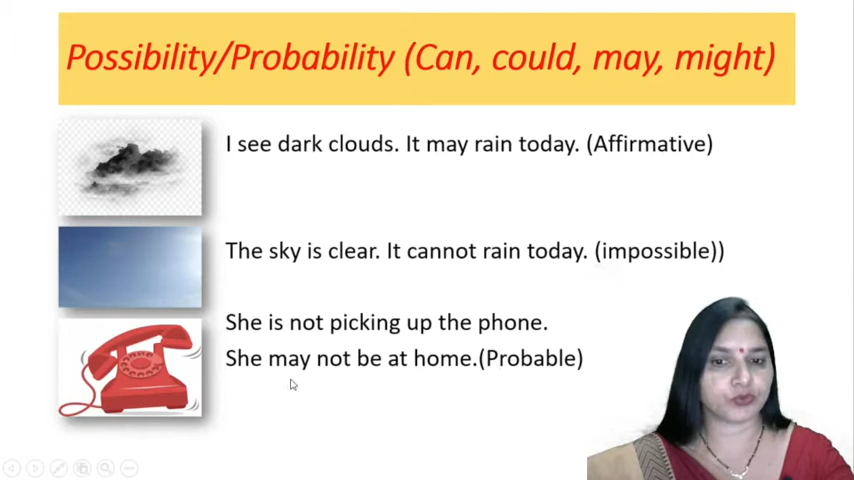 Possibility/Probability (Can, could, may, might)
I see dark clouds. It may rain today. (Affirmative)
The sky is clear. It cannot rain today. (impossible))
She is not picking up the phone.
She may not be at home.(Probable)